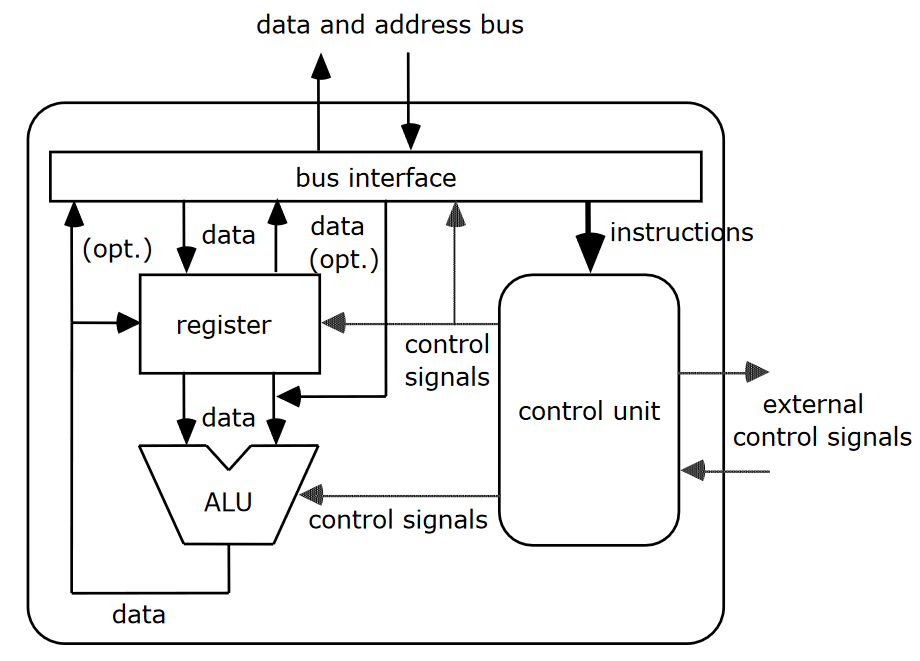 data and address bus
bus interface
(opt.)
data
data
(opt.)
instructions
register
control
signals
control unit
external
control signals
data
ALU
control signals
data